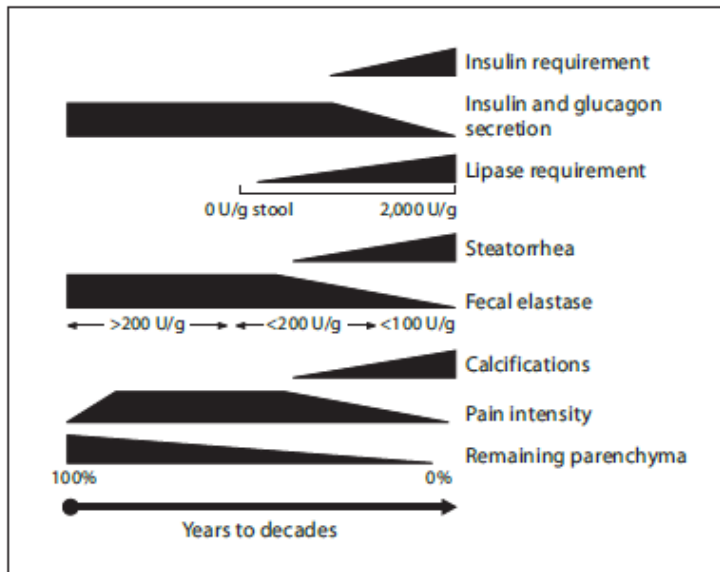 Insulin requirement
Insulin and glucagon
secretion
Lipase requirement
0 U/g stool 2,000 U/g
Steatorrhea
Fecal elastase
>200 U/g <200 U/g <100 U/g
Calcifications
Pain intensity
Remaining parenchyma
100% 0%
Years to decades